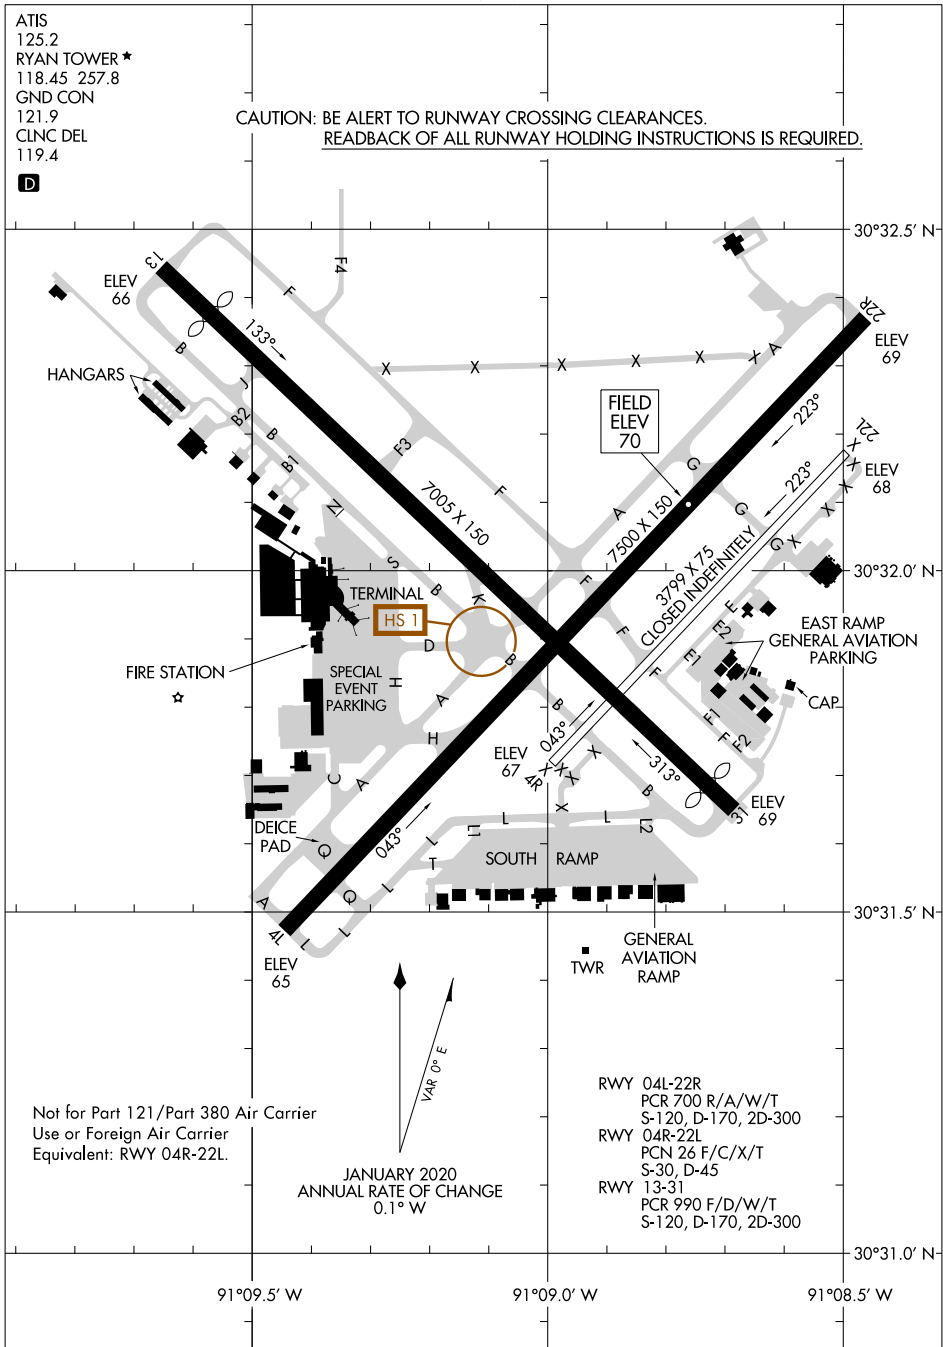 ATIS
125.2
RYAN TOWER ★
118.45 257.8
GND CON
121.9
CLNC DEL
119.4
D
CAUTION: BE ALERT TO RUNWAY CROSSING CLEARANCES.
READBACK OF ALL RUNWAY HOLDING INSTRUCTIONS IS REQUIRED.
30°32.5' N
13
ELEV
66
F4
F
133°
B
J
HANGARS
B2
B
B1
N1
F3
F
7005 X 150
X X X X X X
A
22R
ELEV
69
FIELD
ELEV
70
223°
22L
X
X
X
X
X
ELEV
68
G
G
G
A
7500 X 150
223°
3799 X 75
CLOSED INDEFINITELY
30°32.0' N
S
B
K
TERMINAL
HS 1
D
B
F
F
F
E
E2
E1
EAST RAMP
GENERAL AVIATION
PARKING
CAP
F1
F
F2
FIRE STATION
SPECIAL
EVENT
PARKING
H
A
H
C
A
B
043°
ELEV
67
4R
X X X
X
X
313°
B
31
ELEV
69
DEICE
PAD
Q
043°
L
L1
L
L
L2
T
L
Q
SOUTH RAMP
A
4L
L
L
ELEV
65
30°31.5' N
TWR
GENERAL
AVIATION
RAMP
VAR 0° E
JANUARY 2020
ANNUAL RATE OF CHANGE
0.1° W
Not for Part 121/Part 380 Air Carrier
Use or Foreign Air Carrier
Equivalent: RWY 04R-22L.
RWY 04L-22R
PCR 700 R/A/W/T
S-120, D-170, 2D-300
RWY 04R-22L
PCN 26 F/C/X/T
S-30, D-45
RWY 13-31
PCR 990 F/D/W/T
S-120, D-170, 2D-300
30°31.0' N
91°09.5' W
91°09.0' W
91°08.5' W